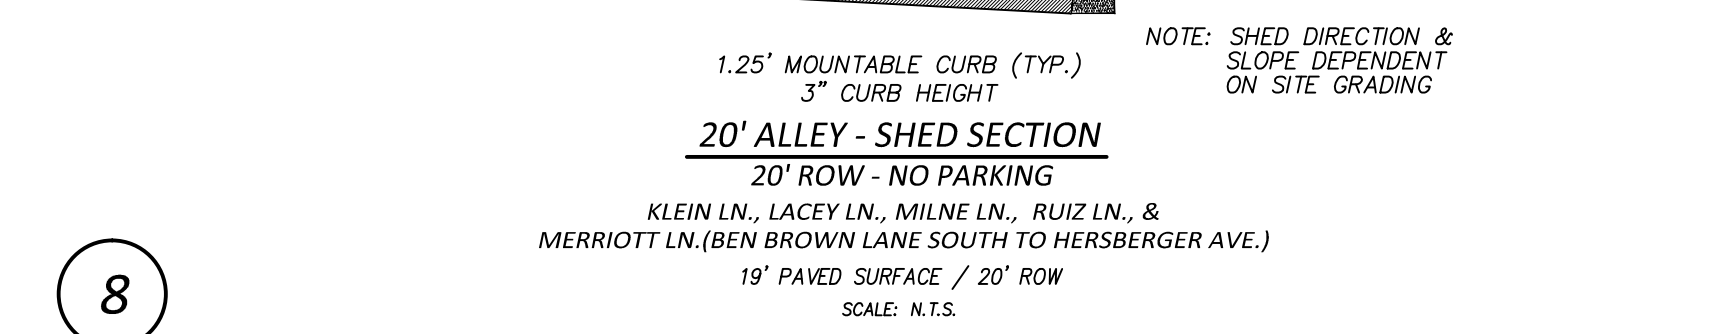 NOTE: SHED DIRECTION &
SLOPE DEPENDENT
ON SITE GRADING
1.25' MOUNTABLE CURB (TYP.)
3" CURB HEIGHT
20' ALLEY - SHED SECTION
20' ROW - NO PARKING
KLEIN LN., LACEY LN., MILNE LN., RUIZ LN., &
MERRIOTT LN.(BEN BROWN LANE SOUTH TO HERSBERGER AVE.)
19' PAVED SURFACE / 20' ROW
SCALE: N.T.S.
8